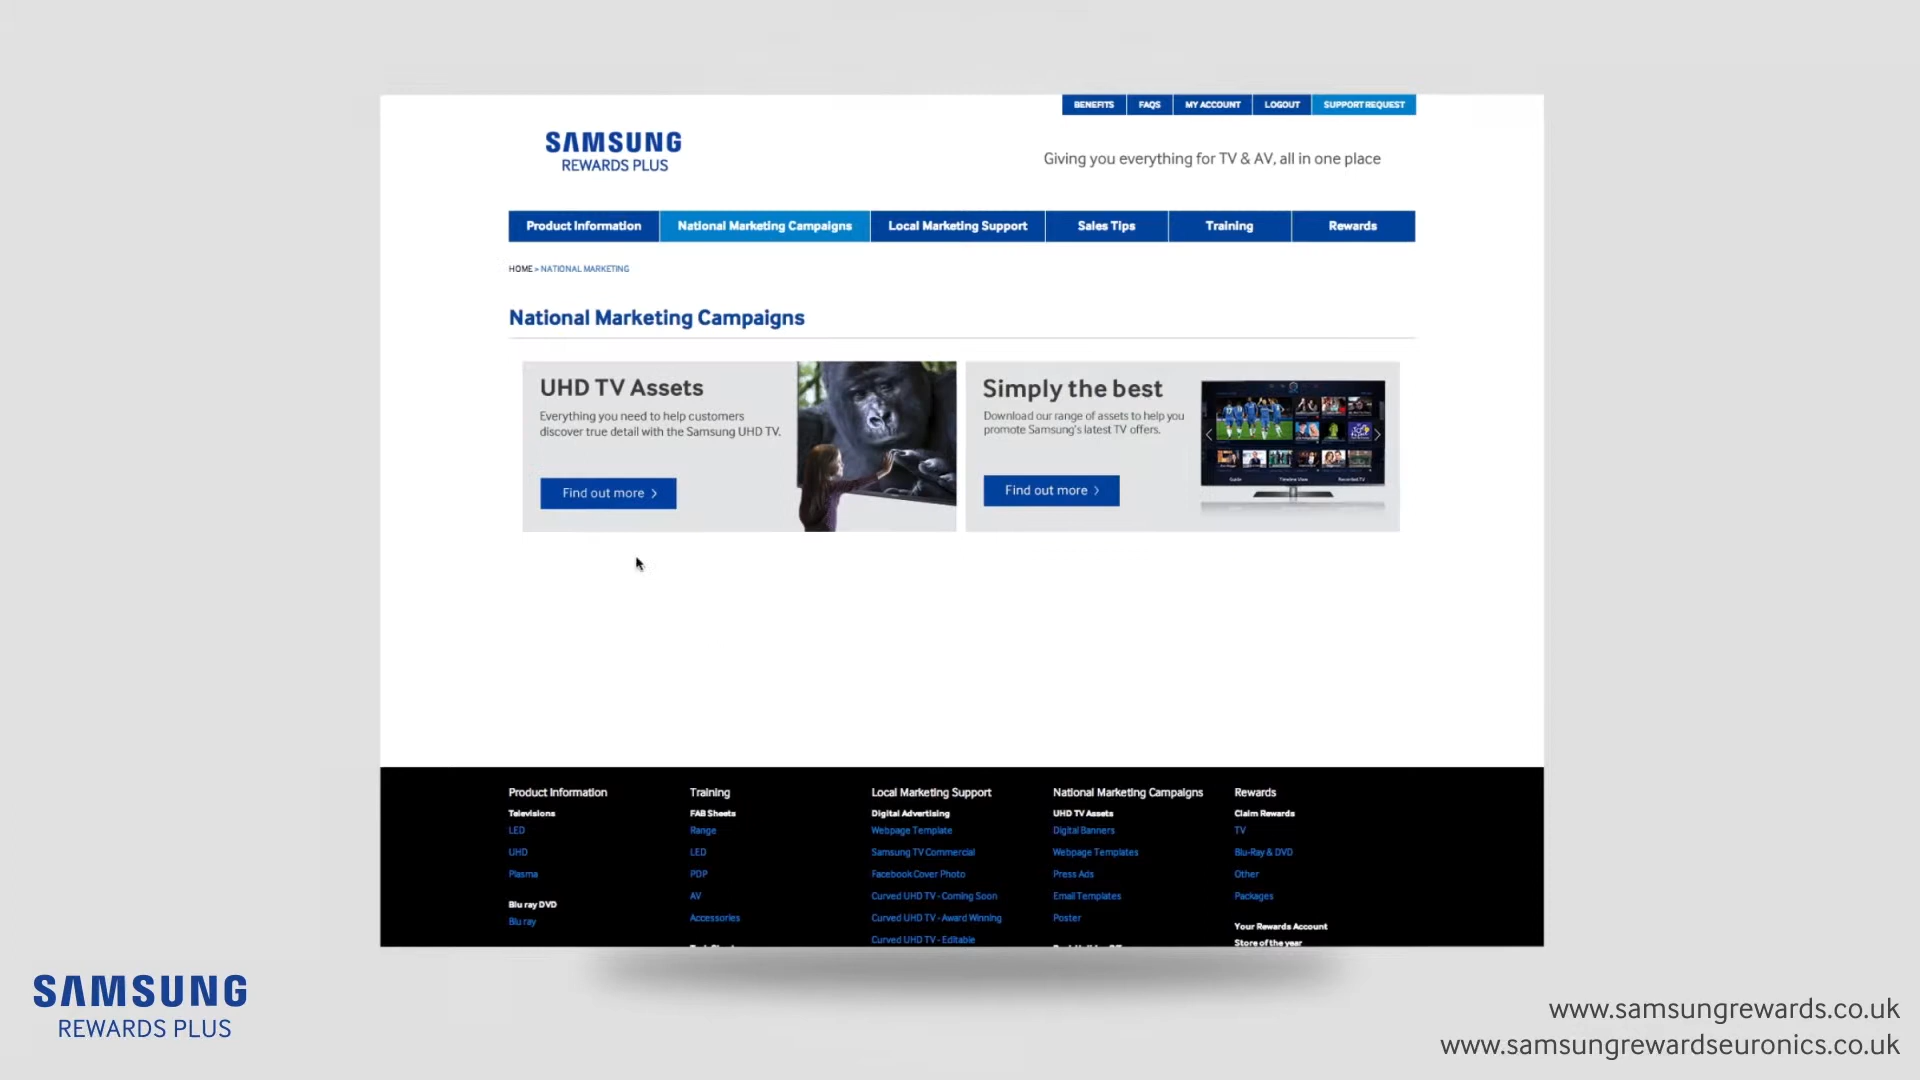 BENEFITS FAQS MY ACCOUNT LOGOUT SUPPORT REQUEST
SAMSUNG
REWARDS PLUS
Giving you everything for TV & AV, all in one place
Product Information National Marketing Campaigns Local Marketing Support Sales Tips Training Rewards
HOME > NATIONAL MARKETING
National Marketing Campaigns
UHD TV Assets
Everything you need to help customers
discover true detail with the Samsung UHD TV.
Find out more >
Simply the best
Download our range of assets to help you
promote Samsung's latest TV offers.
Find out more >
Guide Timeline View Recorded TV
Product Information
Televisions
LED
UHD
Plasma
Blu ray DVD
Blu ray
Training
FAB Sheets
Range
LED
PDP
AV
Accessories
Local Marketing Support
Digital Advertising
Webpage Template
Samsung TV Commercial
Facebook Cover Photo
Curved UHD TV - Coming Soon
Curved UHD TV - Award Winning
Curved UHD TV - Editable
National Marketing Campaigns
UHD TV Assets
Digital Banners
Webpage Templates
Press Ads
Email Templates
Poster
Rewards
Claim Rewards
TV
Blu-Ray & DVD
Other
Packages
Your Rewards Account
Store of the year
SAMSUNG
REWARDS PLUS
www.samsungrewards.co.uk
www.samsungrewardseuronics.co.uk